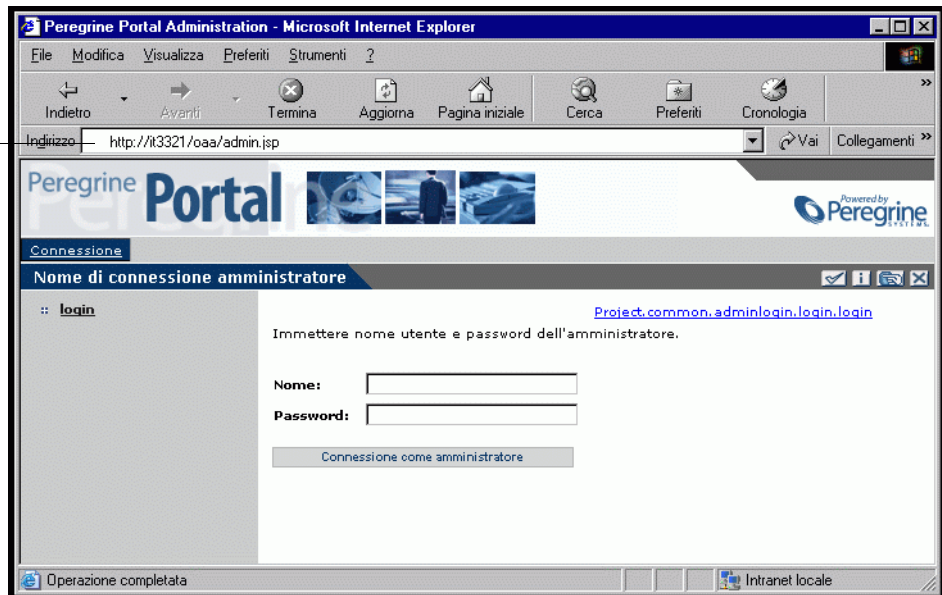 Peregrine Portal Administration - Microsoft Internet Explorer
File Modifica Visualizza Preferiti Strumenti ?
Indietro Avanti Termina Aggiorna Pagina iniziale Cerca Preferiti Cronologia »
Indirizzo http://it3321/oaa/admin.jsp Vai Collegamenti »
Peregrine Portal
Powered by
Peregrine
SYSTEMS
Connessione
Nome di connessione amministratore
login
Project.common.adminlogin.login.login
Immettere nome utente e password dell'amministratore.
Nome:
Password:
Connessione come amministratore
Operazione completata Intranet locale